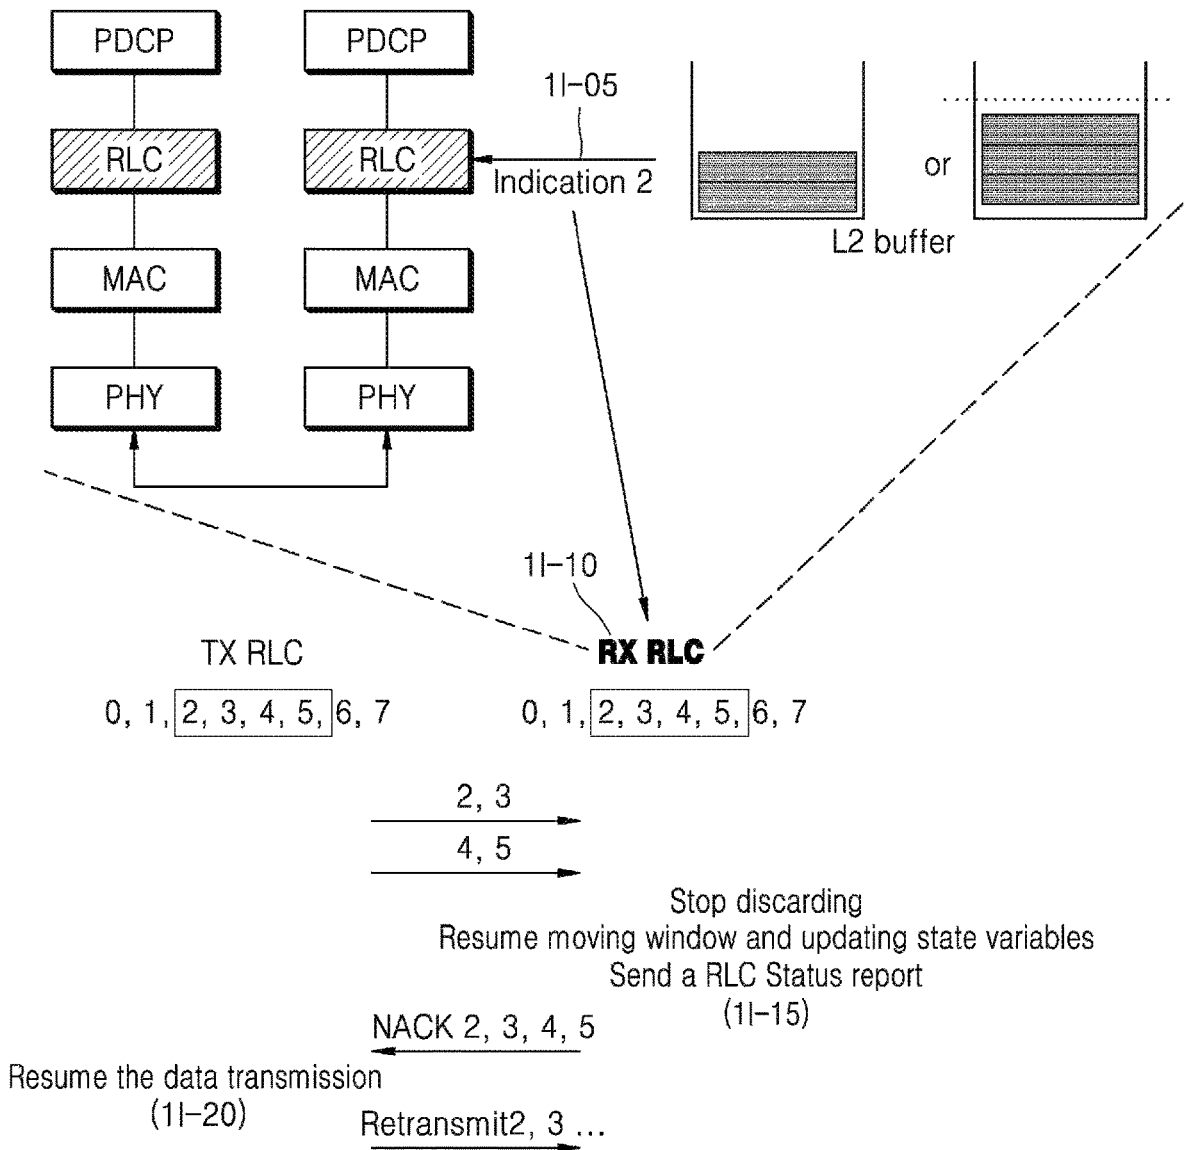 PDCP PDCP
1l-05
RLC RLC
Indication 2
or
L2 buffer
MAC MAC
PHY PHY
1l-10
TX RLC RX RLC
0, 1, 2, 3, 4, 5, 6, 7 0, 1, 2, 3, 4, 5, 6, 7
2, 3
4, 5
Stop discarding
Resume moving window and updating state variables
Send a RLC Status report
(1l-15)
NACK 2, 3, 4, 5
Resume the data transmission
(1l-20)
Retransmit2, 3 ...